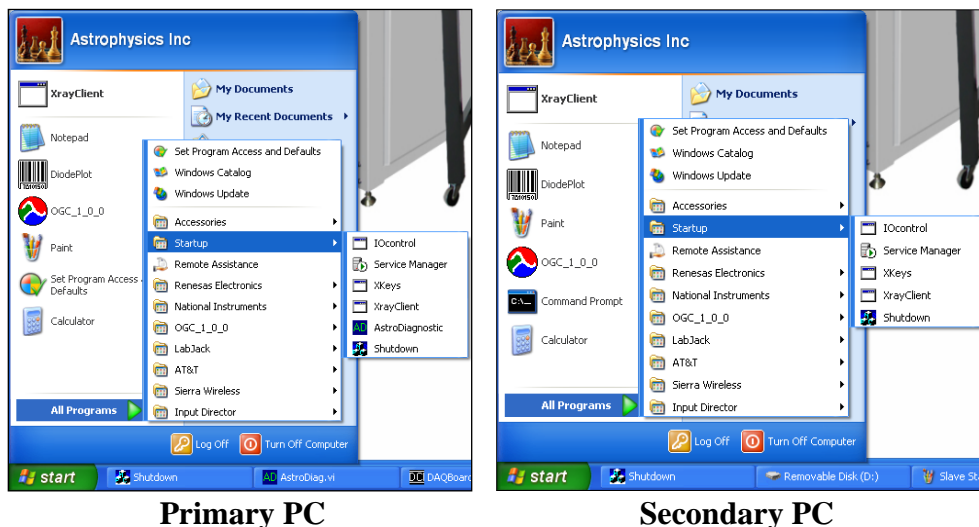 Astrophysics Inc
XrayClient
My Documents
My Recent Documents
Notepad
Set Program Access and Defaults
Windows Catalog
DiodePlot
Windows Update
OGC_1_0_0
Accessories
Startup
IOcontrol
Paint
Remote Assistance
Service Manager
Set Program Access
Defaults
Renesas Electronics
XKeys
National Instruments
XrayClient
Calculator
OGC_1_0_0
AD AstroDiagnostic
LabJack
Shutdown
AT&T
Sierra Wireless
All Programs
Input Director
Log Off
Turn Off Computer
start
Shutdown
AD AstroDiag.vi
DAQBoard
Primary PC
Astrophysics Inc
XrayClient
My Documents
Set Program Access and Defaults
Notepad
Windows Catalog
Windows Update
DiodePlot
Accessories
Paint
Startup
IOcontrol
Remote Assistance
Service Manager
OGC_1_0_0
Renesas Electronics
XKeys
Command Prompt
National Instruments
XrayClient
OGC_1_0_0
Shutdown
Calculator
LabJack
AT&T
Sierra Wireless
All Programs
Input Director
Log Off
Turn Off Computer
start
Shutdown
Removable Disk (D:)
Slave St
Secondary PC